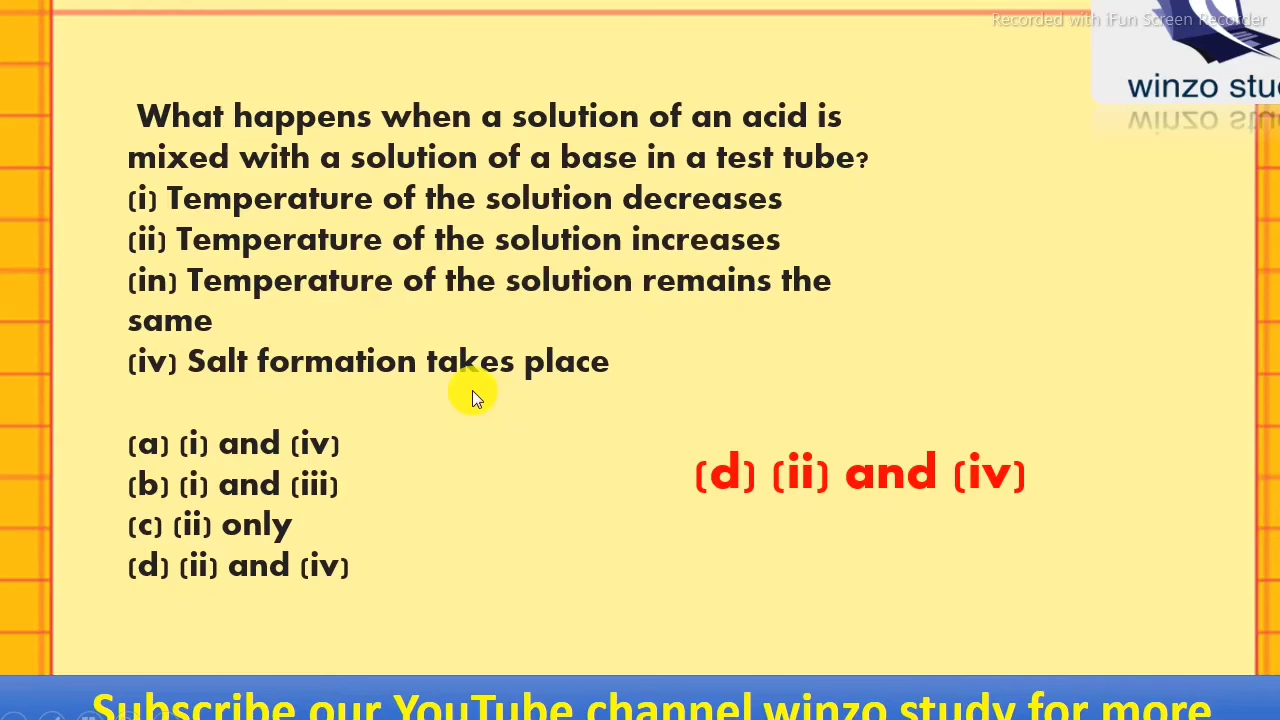 Recorded with iFun Screen Recorder
winzo stu
What happens when a solution of an acid is
mixed with a solution of a base in a test tube?
(i) Temperature of the solution decreases
(ii) Temperature of the solution increases
(in) Temperature of the solution remains the
same
(iv) Salt formation takes place
(a) (i) and (iv)
(b) (i) and (iii)
(c) (ii) only
(d) (ii) and (iv)
(d) (ii) and (iv)
Subscribe our YouTube channel winzo study for more